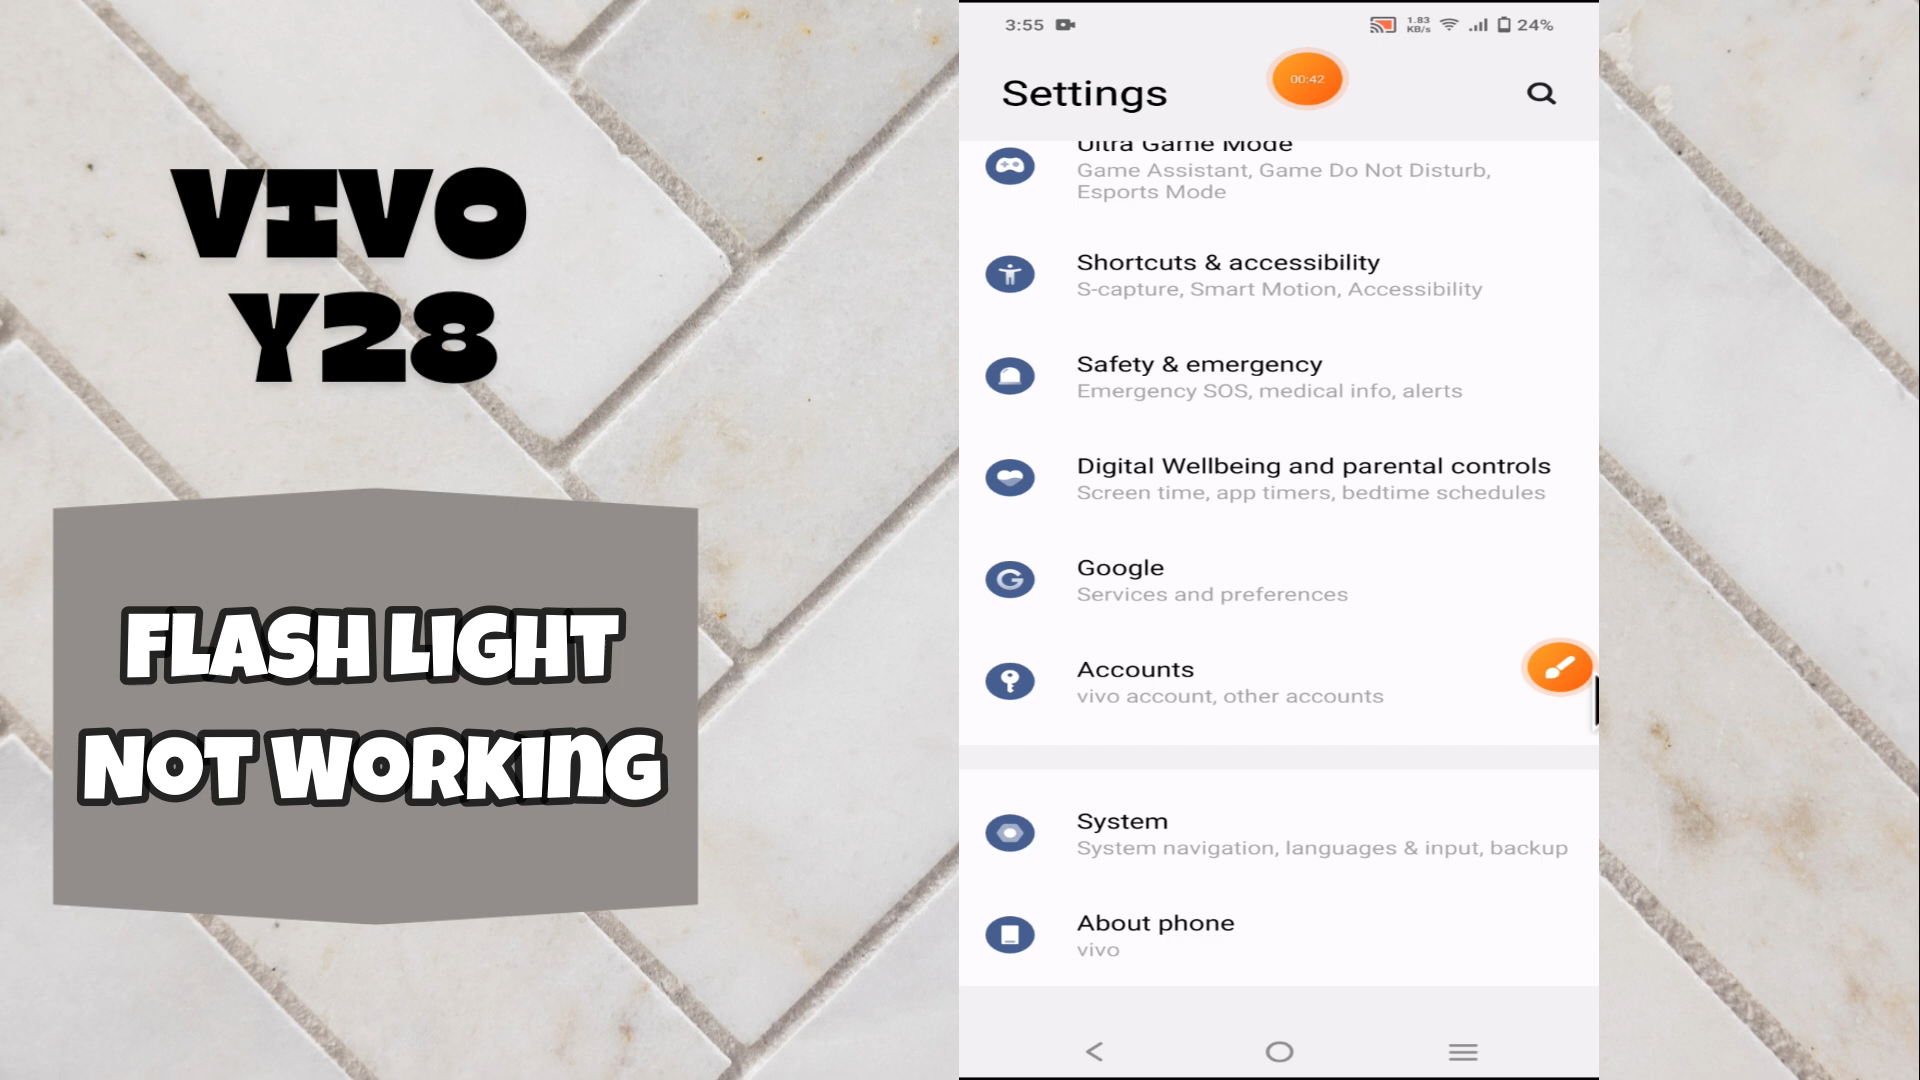 VIVO
Y28
FLASH LIGHT
NOT WORKING
3:55
1.83
KB/s
24%
Settings
00:42
Ultra Game Mode
Game Assistant, Game Do Not Disturb,
Esports Mode
Shortcuts & accessibility
S-capture, Smart Motion, Accessibility
Safety & emergency
Emergency SOS, medical info, alerts
Digital Wellbeing and parental controls
Screen time, app timers, bedtime schedules
Google
Services and preferences
Accounts
vivo account, other accounts
System
System navigation, languages & input, backup
About phone
vivo